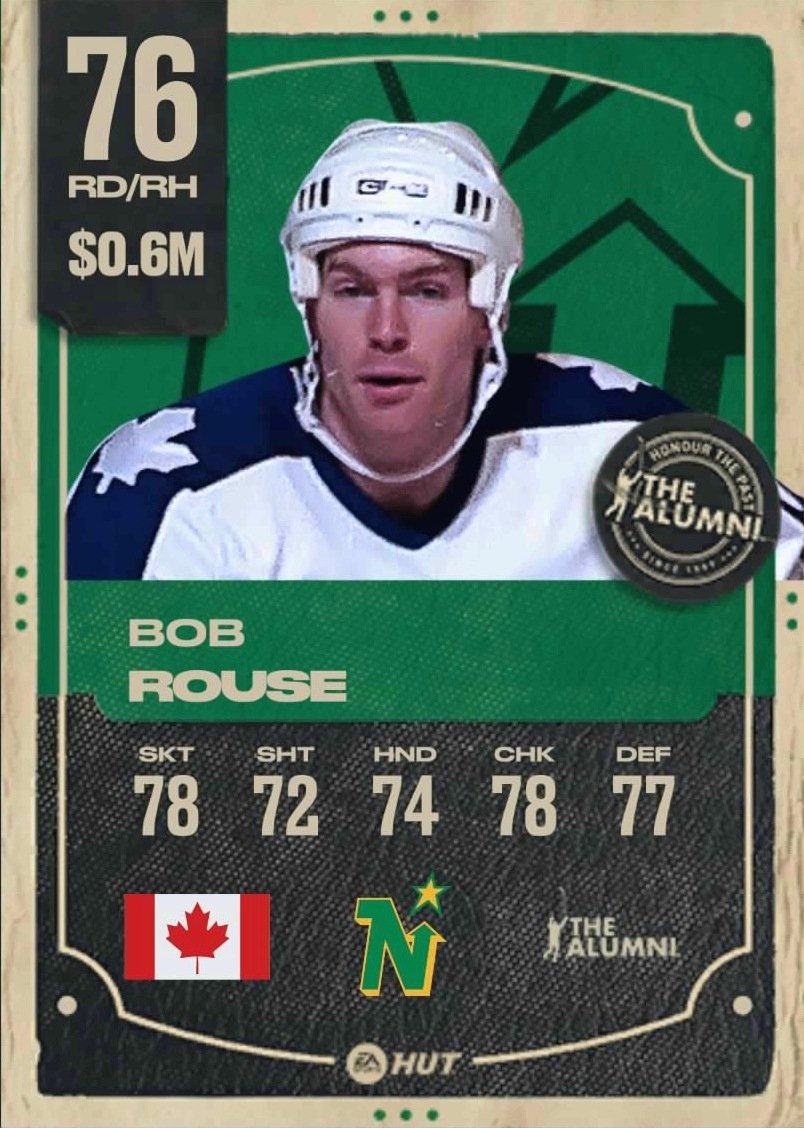 76
RD/RH
$0.6M
HONOUR THE PAST
THE
ALUMNI
BOB
ROUSE
SKT SHT HND CHK DEF
78 72 74 78 77
N
THE
ALUMNI
EA HUT